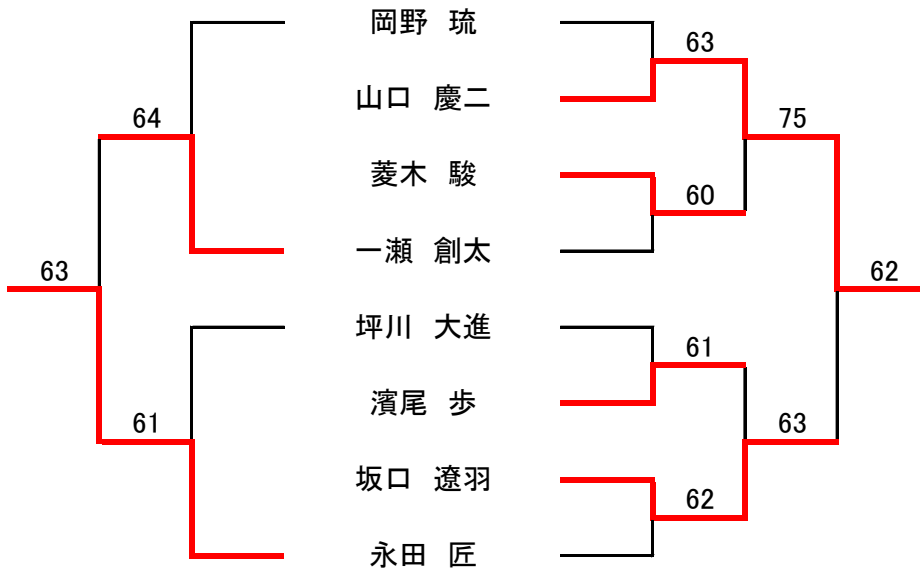 岡野 琉
63
山口 慶二
64
75
菱木 駿
60
一瀬 創太
63
62
坪川 大進
61
濱尾 歩
61
63
坂口 遼羽
62
永田 匠